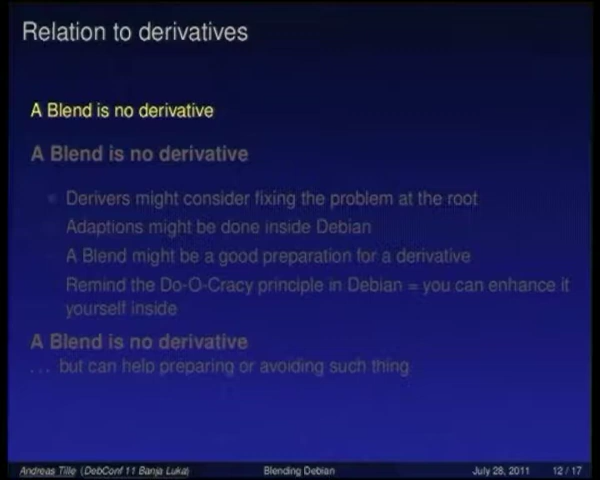 Relation to derivatives
A Blend is no derivative
A Blend is no derivative
Derivers might consider fixing the problem at the root
Adaptions might be done inside Debian
A Blend might be a good preparation for a derivative
Remind the Do-O-Cracy principle in Debian = you can enhance it
yourself inside
A Blend is no derivative
... but can help preparing or avoiding such thing
Andreas Tille (DebConf 11 Banja Luka) Blending Debian July 28, 2011 12 / 17